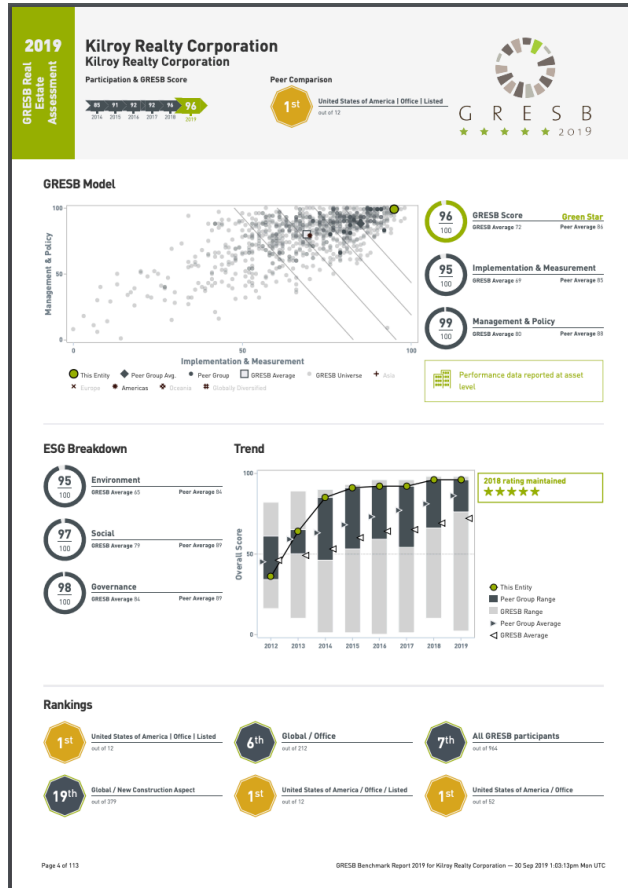 2019
GRESB Real
Estate
Assessment
Kilroy Realty Corporation
Kilroy Realty Corporation
Participation & GRESB Score
85 91 92 92 96 96
2014 2015 2016 2017 2018 2019
Peer Comparison
1st
United States of America | Office | Listed
out of 12
G R E S B
2019
GRESB Model
Management & Policy
100
50
0
0 50 100
Implementation & Measurement
This Entity Peer Group Avg. Peer Group GRESB Average GRESB Universe Asia
Europe Americas Oceania Globally Diversified
96
100
GRESB Score Green Star
GRESB Average 72 Peer Average 86
95
100
Implementation & Measurement
GRESB Average 69 Peer Average 85
99
100
Management & Policy
GRESB Average 80 Peer Average 88
Performance data reported at asset
level
ESG Breakdown
95
100
Environment
GRESB Average 65 Peer Average 84
97
100
Social
GRESB Average 79 Peer Average 89
98
100
Governance
GRESB Average 84 Peer Average 89
Trend
Overall Score
100
50
0
2012 2013 2014 2015 2016 2017 2018 2019
2018 rating maintained
This Entity
Peer Group Range
GRESB Range
Peer Group Average
GRESB Average
Rankings
1st
United States of America | Office | Listed
out of 12
6th
Global / Office
out of 212
7th
All GRESB participants
out of 964
19th
Global / New Construction Aspect
out of 379
1st
United States of America / Office / Listed
out of 12
1st
United States of America / Office
out of 52
Page 4 of 113
GRESB Benchmark Report 2019 for Kilroy Realty Corporation — 30 Sep 2019 1:03:13pm Mon UTC